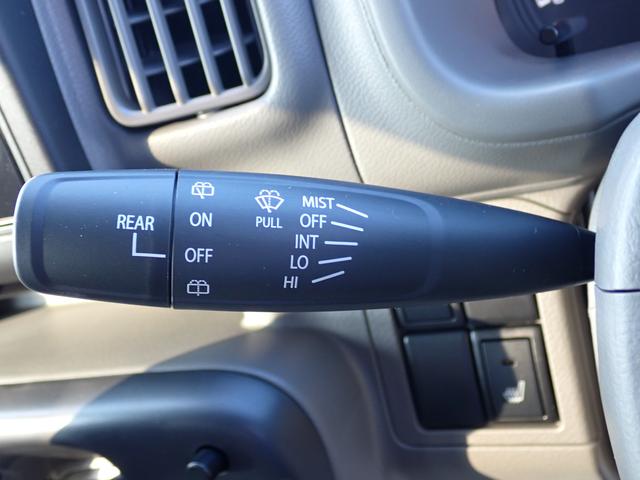 REAR
ON
OFF
PULL
MIST
OFF
INT
LO
HI